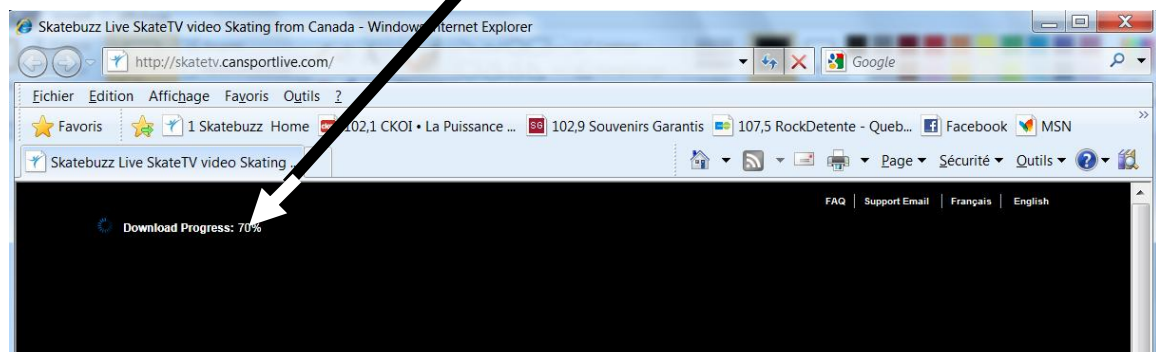 Skatebuzz Live SkateTV video Skating from Canada - Windows Internet Explorer
http://skatetv.cansportlive.com/ Google
Fichier Edition Affichage Favoris Outils ?
Favoris 1 Skatebuzz Home 102,1 CKOI • La Puissance ... SG 102,9 Souvenirs Garantis 107,5 RockDetente - Queb... Facebook MSN »
Skatebuzz Live SkateTV video Skating ... Page Sécurité Outils ?
FAQ | Support Email | Français | English
Download Progress: 70%